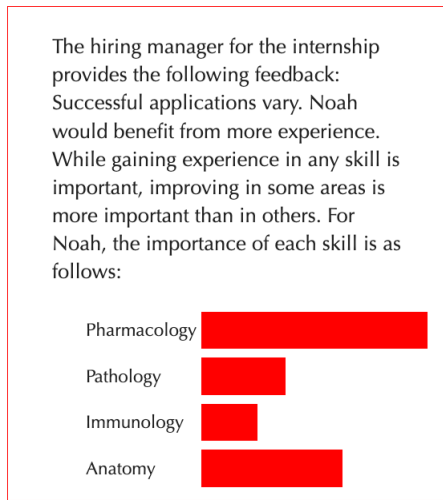 The hiring manager for the internship
provides the following feedback:
Successful applications vary. Noah
would benefit from more experience.
While gaining experience in any skill is
important, improving in some areas is
more important than in others. For
Noah, the importance of each skill is as
follows:
Pharmacology
Pathology
Immunology
Anatomy